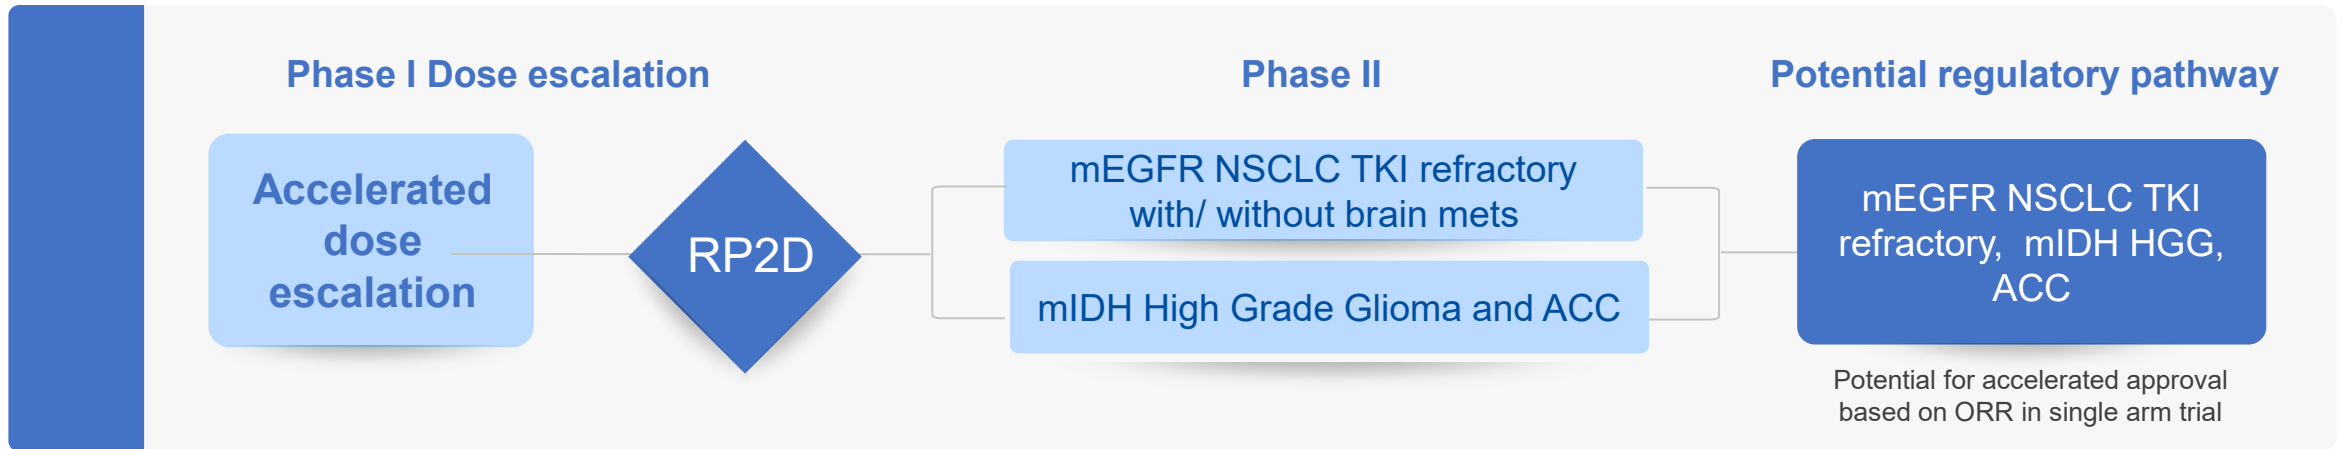 Phase I Dose escalation
Phase II
Potential regulatory pathway
Accelerated
dose
escalation
RP2D
mEGFR NSCLC TKI refractory
with/ without brain mets
mIDH High Grade Glioma and ACC
mEGFR NSCLC TKI
refractory,  mIDH HGG,
ACC
Potential for accelerated approval
based on ORR in single arm trial